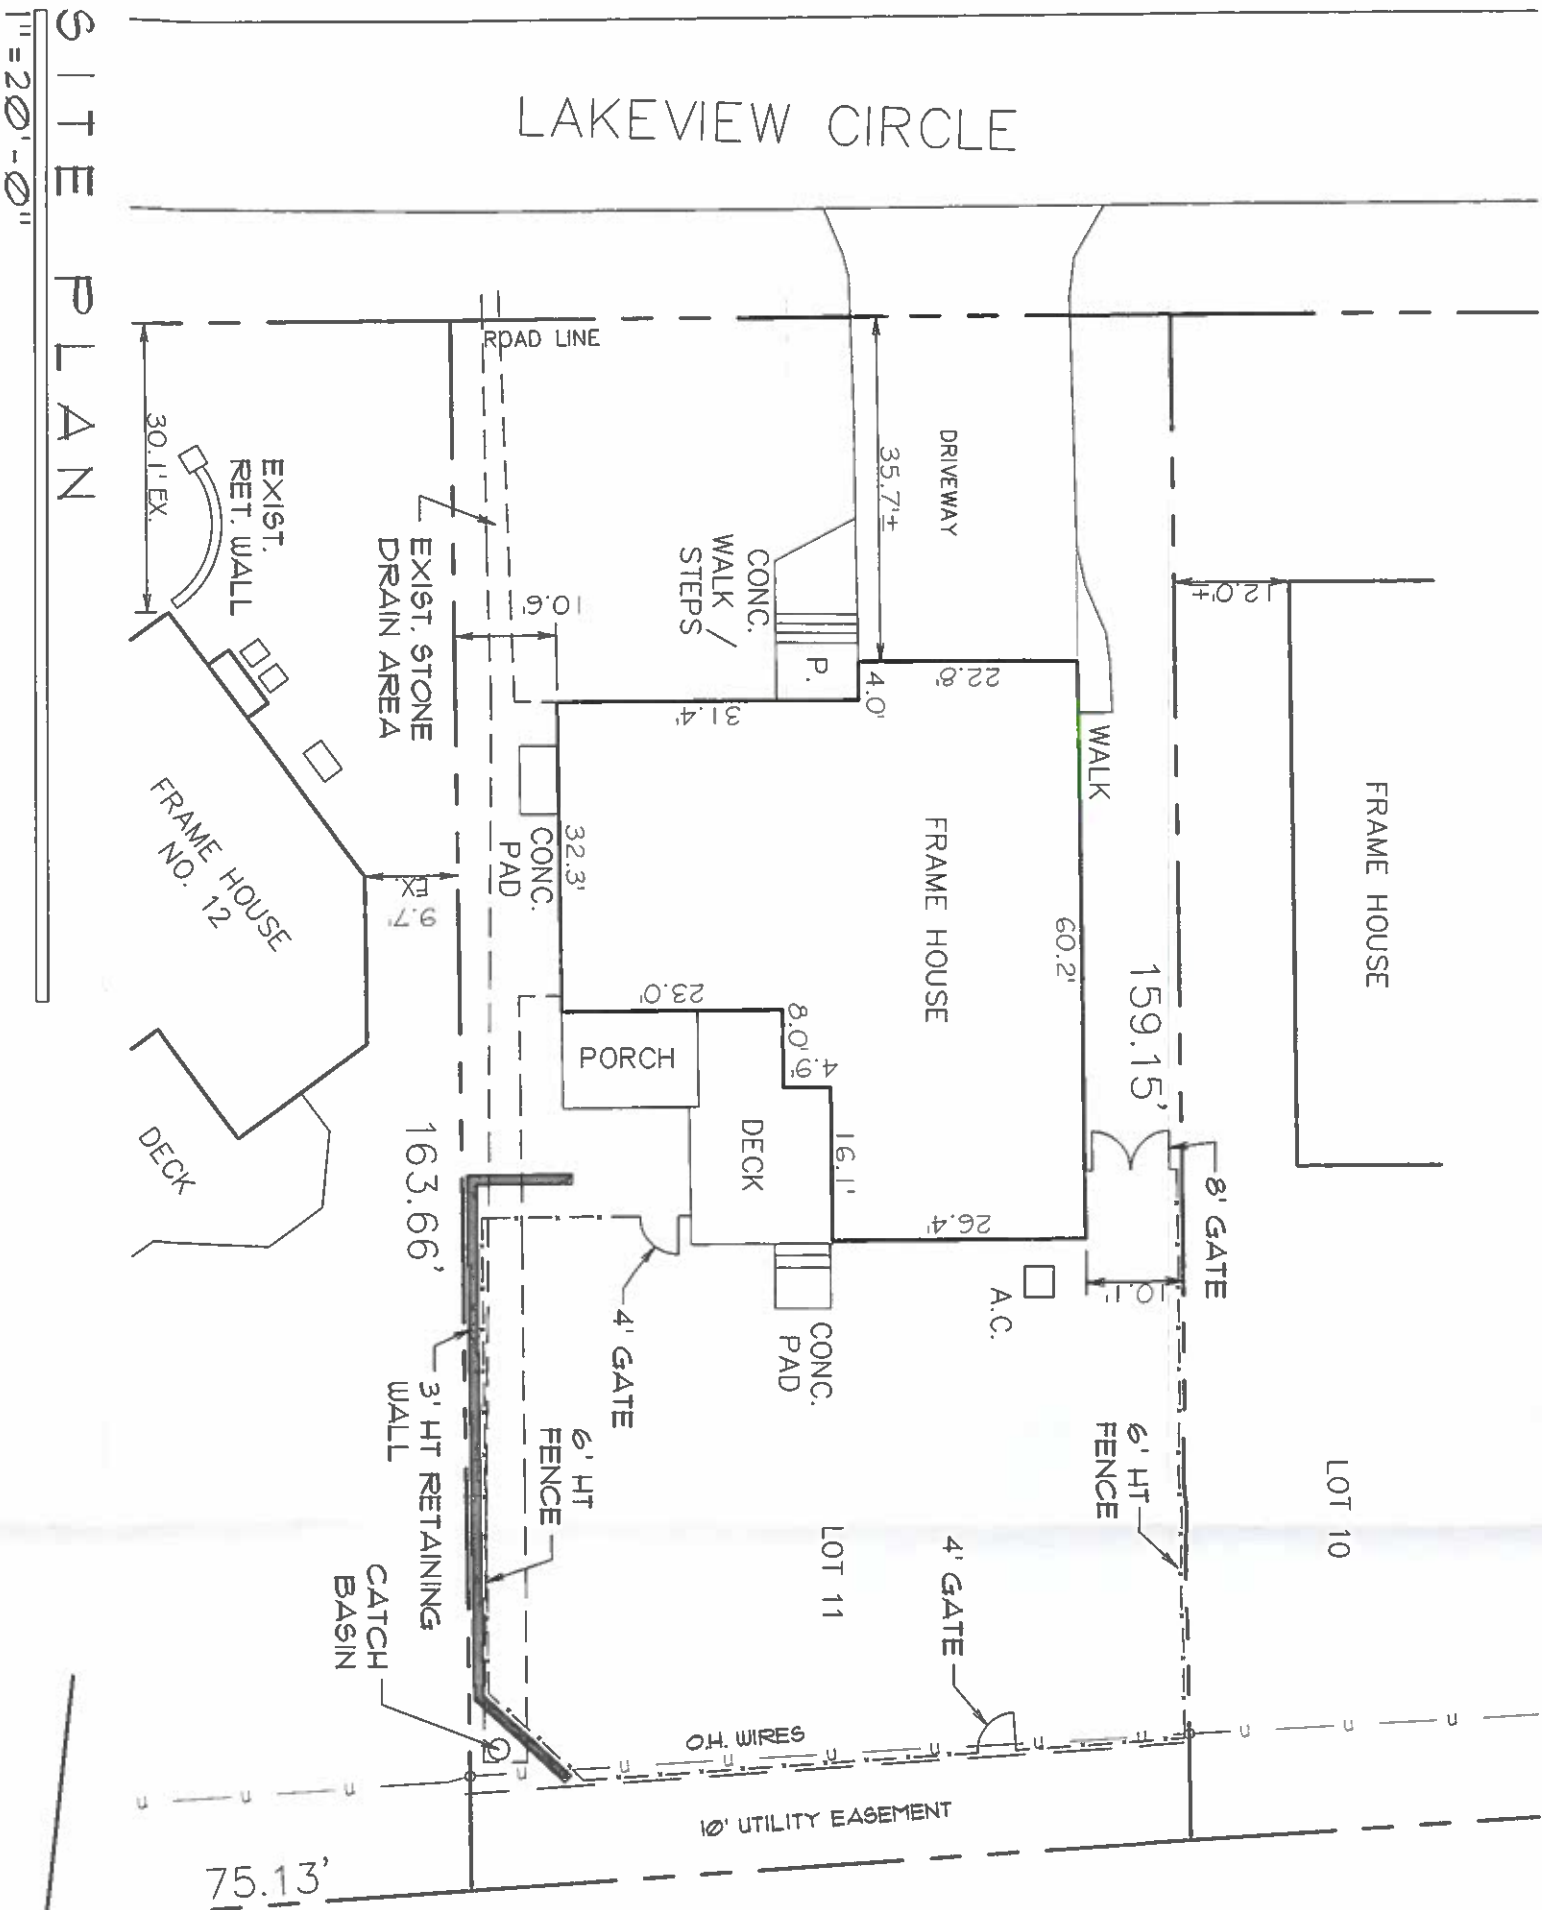 SITE PLAN
1"=20'-0"
LAKEVIEW CIRCLE
ROAD LINE
30.1' EX.
EXIST.
RET. WALL
EXIST. STONE
DRAIN AREA
10.6'
CONC.
WALK /
STEPS
P.
35.7'±
DRIVEWAY
12.0'±
FRAME HOUSE
4.0'
22.8'
31.4'
WALK
FRAME HOUSE
60.2'
159.15'
32.3'
CONC.
PAD
FRAME HOUSE
NO. 12
9.7'
EX.
23.0'
8.0'
4.9'
PORCH
DECK
16.1'
26.4'
DECK
163.66'
8' GATE
10.1'
A.C.
CONC.
PAD
4' GATE
3' HT RETAINING
WALL
6' HT
FENCE
6' HT
FENCE
LOT 10
LOT 11
4' GATE
CATCH
BASIN
O.H. WIRES
U
U
U
U
U
U
U
U
U
U
U
10' UTILITY EASEMENT
75.13'